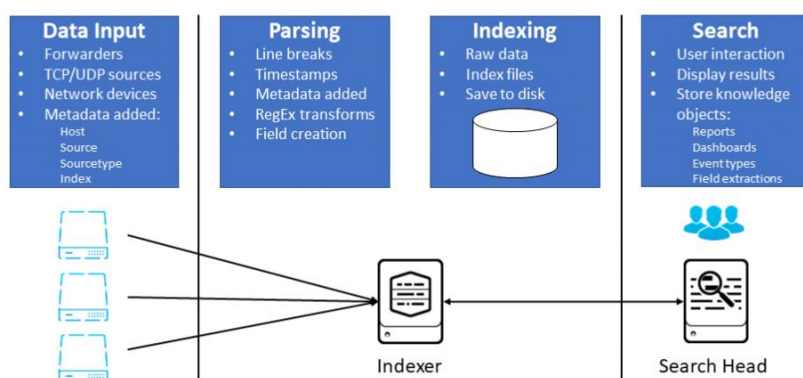 Data Input
• Forwarders
• TCP/UDP sources
• Network devices
• Metadata added:
Host
Source
Sourcetype
Index
Parsing
• Line breaks
• Timestamps
• Metadata added
• RegEx transforms
• Field creation
Indexing
• Raw data
• Index files
• Save to disk
Search
• User interaction
• Display results
• Store knowledge
objects:
Reports
Dashboards
Event types
Field extractions
Indexer
Search Head